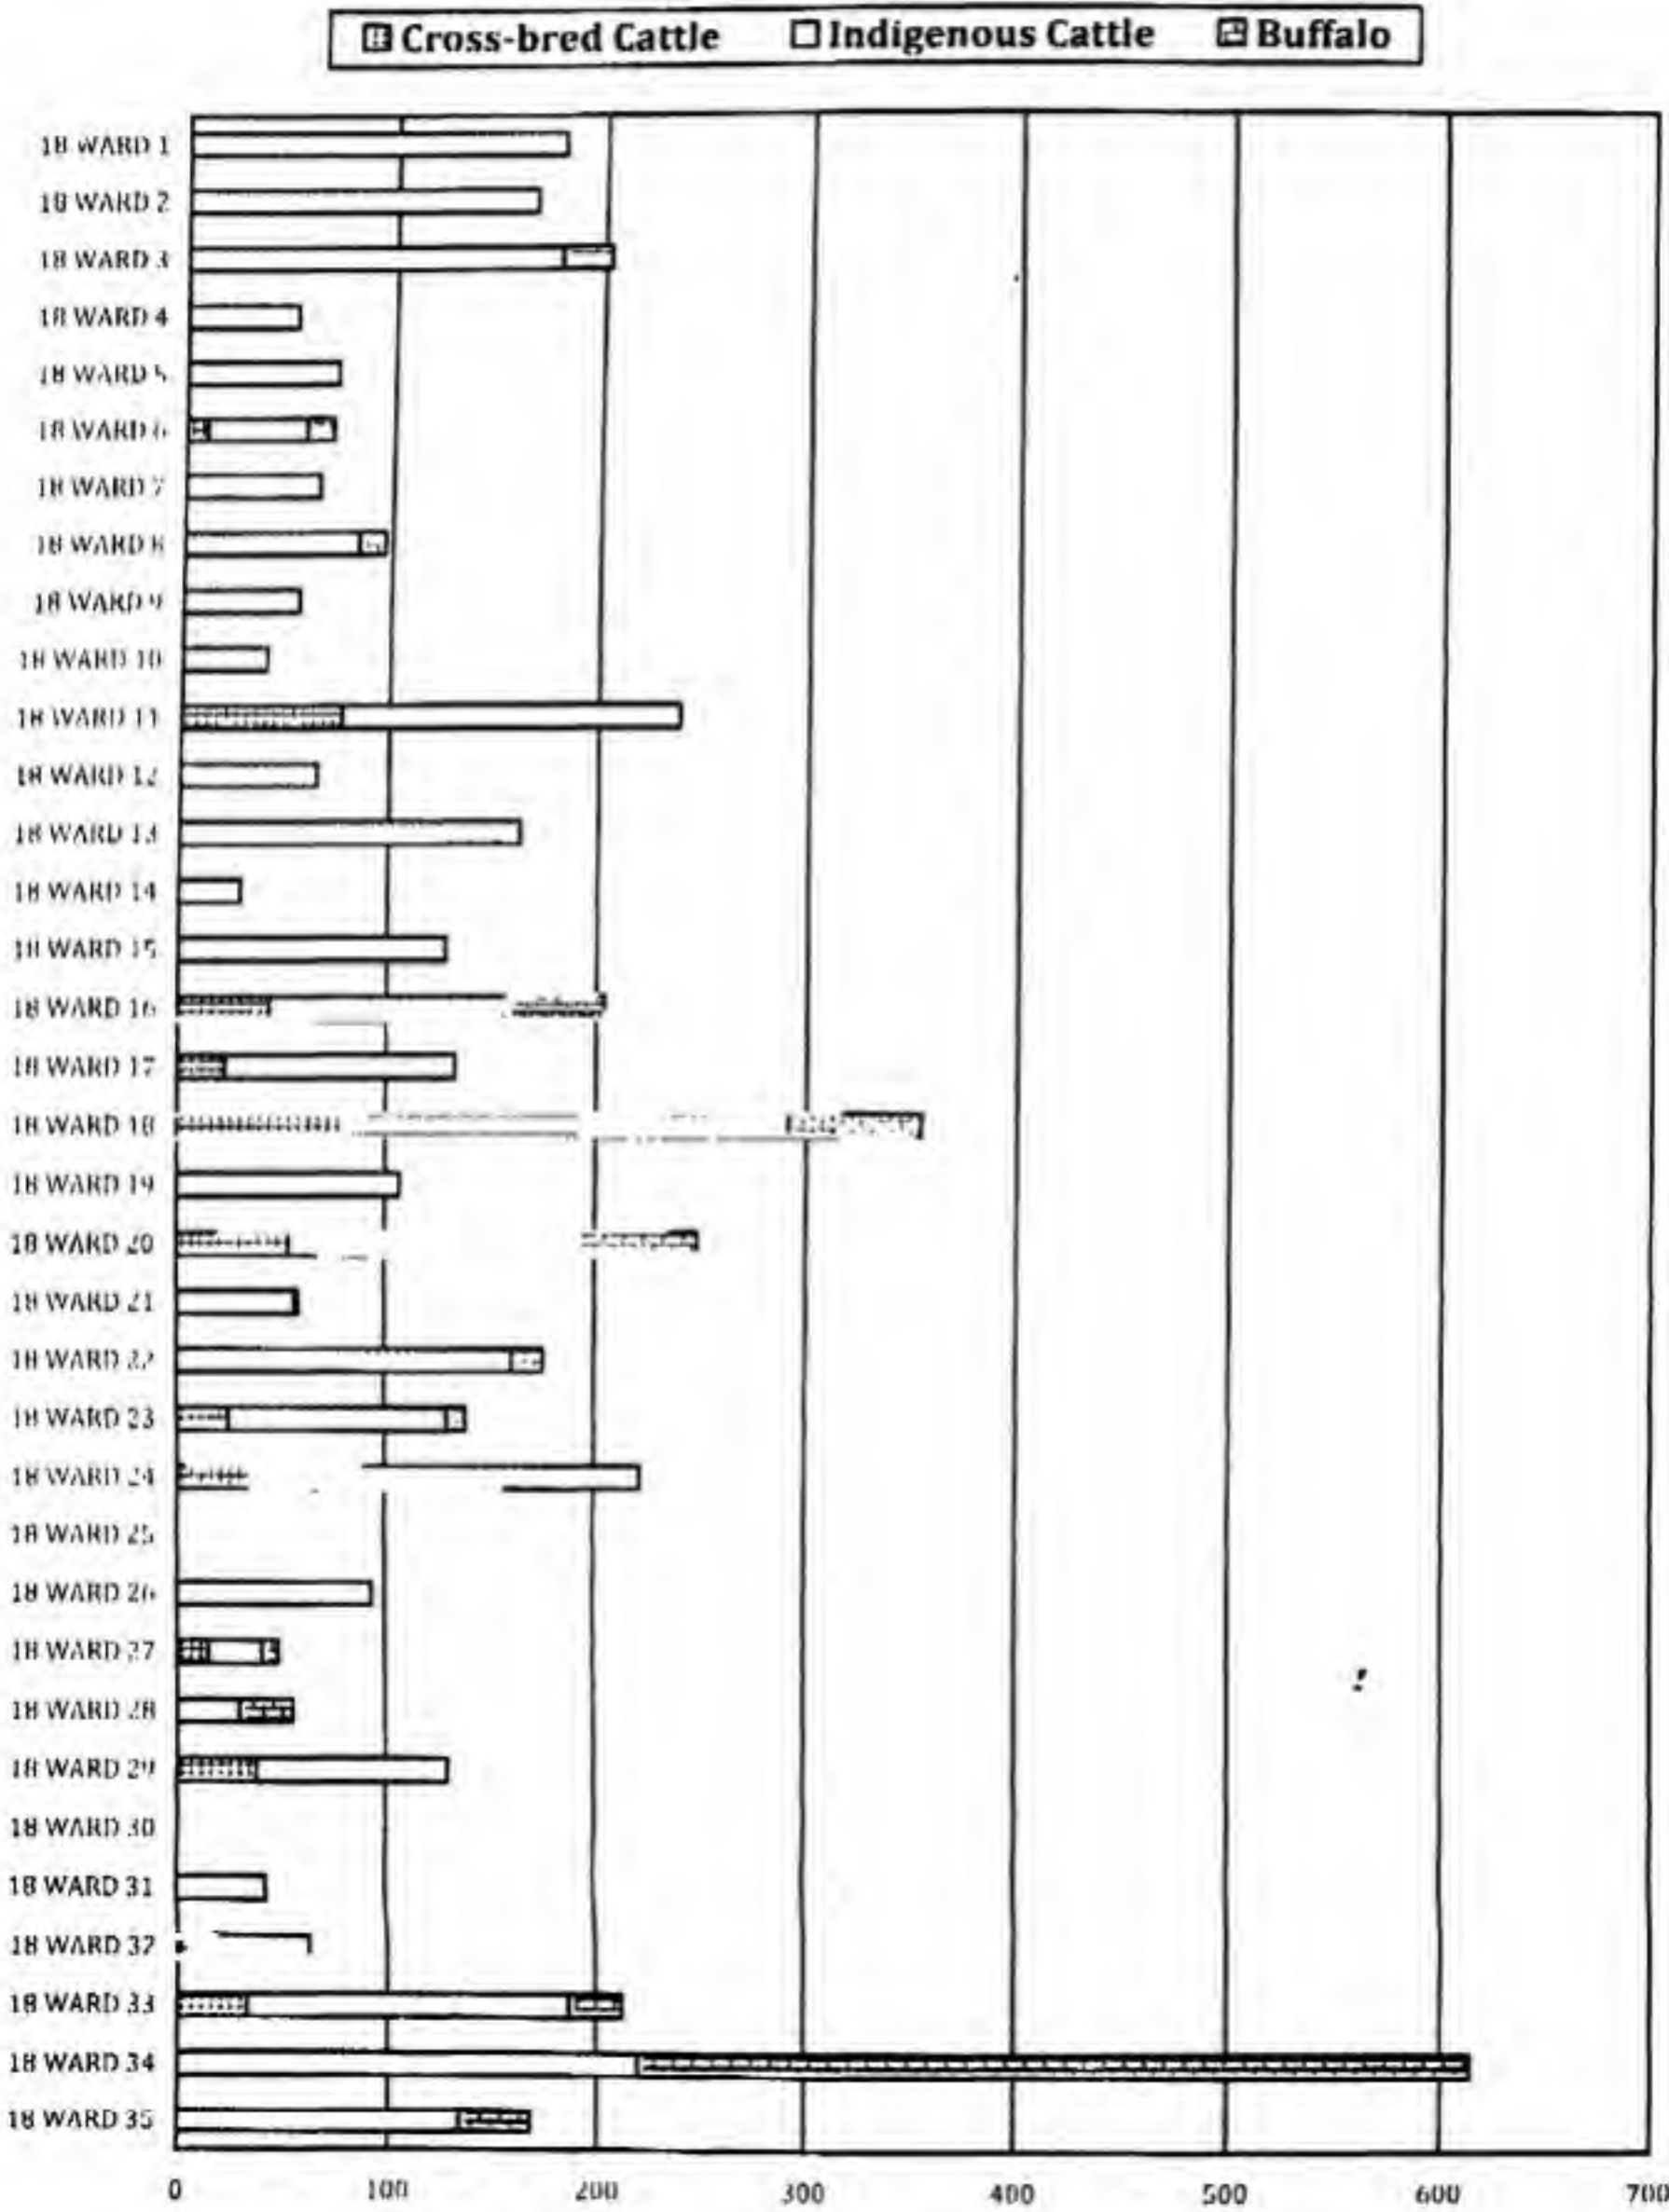 Cross-bred Cattle Indigenous Cattle Buffalo
18 WARD 1
18 WARD 2
18 WARD 3
18 WARD 4
18 WARD 5
18 WARD 6
18 WARD 7
18 WARD 8
18 WARD 9
18 WARD 10
18 WARD 11
18 WARD 12
18 WARD 13
18 WARD 14
18 WARD 15
18 WARD 16
18 WARD 17
18 WARD 18
18 WARD 19
18 WARD 20
18 WARD 21
18 WARD 22
18 WARD 23
18 WARD 24
18 WARD 25
18 WARD 26
18 WARD 27
18 WARD 28
18 WARD 29
18 WARD 30
18 WARD 31
18 WARD 32
18 WARD 33
18 WARD 34
18 WARD 35
0 100 200 300 400 500 600 700